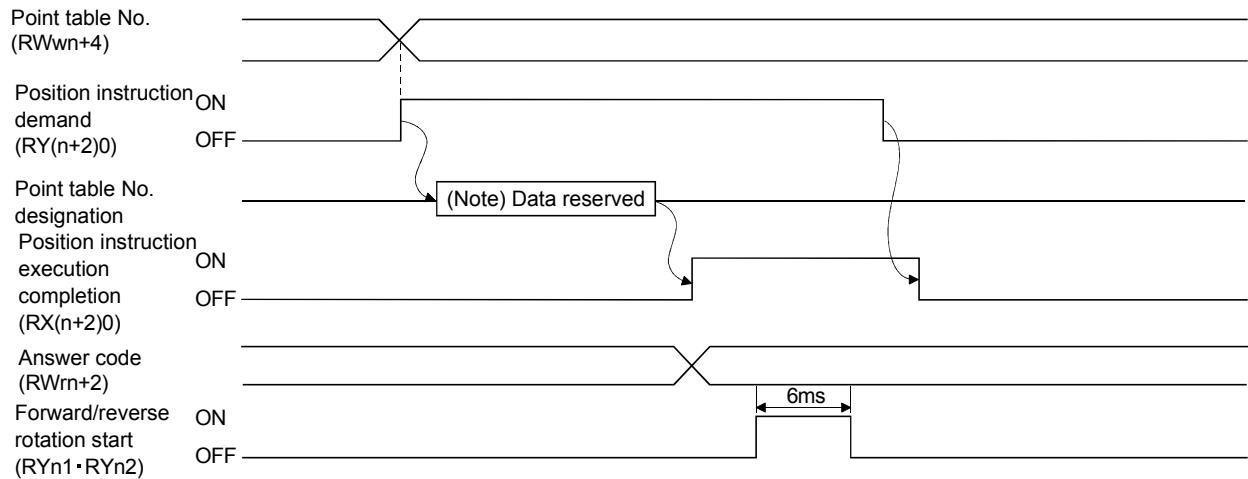 Point table No.
(RWwn+4)
Position instruction
demand
(RY(n+2)0)
ON
OFF
Point table No.
designation
(Note) Data reserved
Position instruction
execution
completion
(RX(n+2)0)
ON
OFF
Answer code
(RWrn+2)
6ms
Forward/reverse
rotation start
(RYn1・RYn2)
ON
OFF